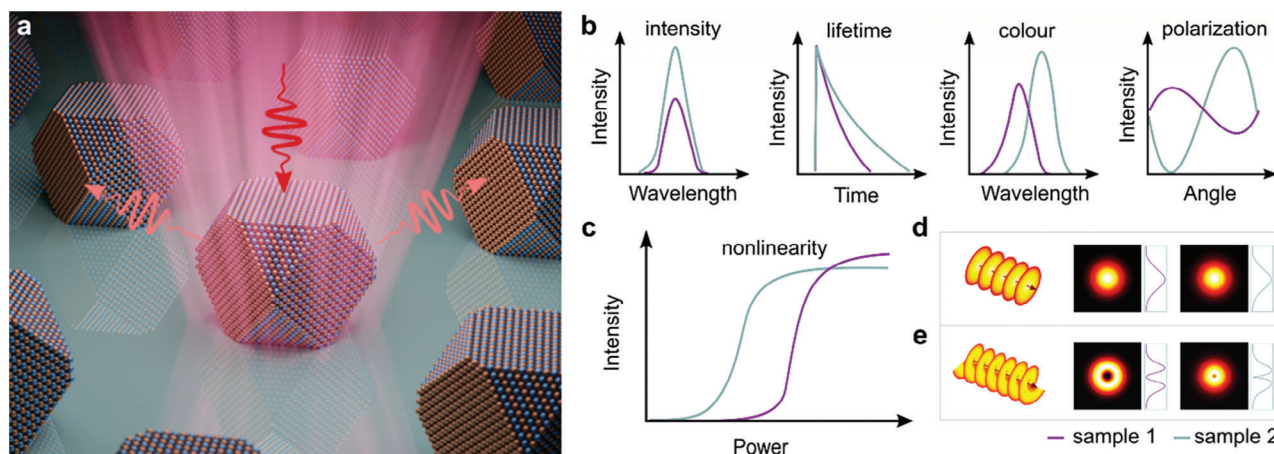 a
b
intensity
Intensity
Wavelength
lifetime
Intensity
Time
colour
Intensity
Wavelength
polarization
Intensity
Angle
c
nonlinearity
Intensity
Power
d
e
sample 1
sample 2